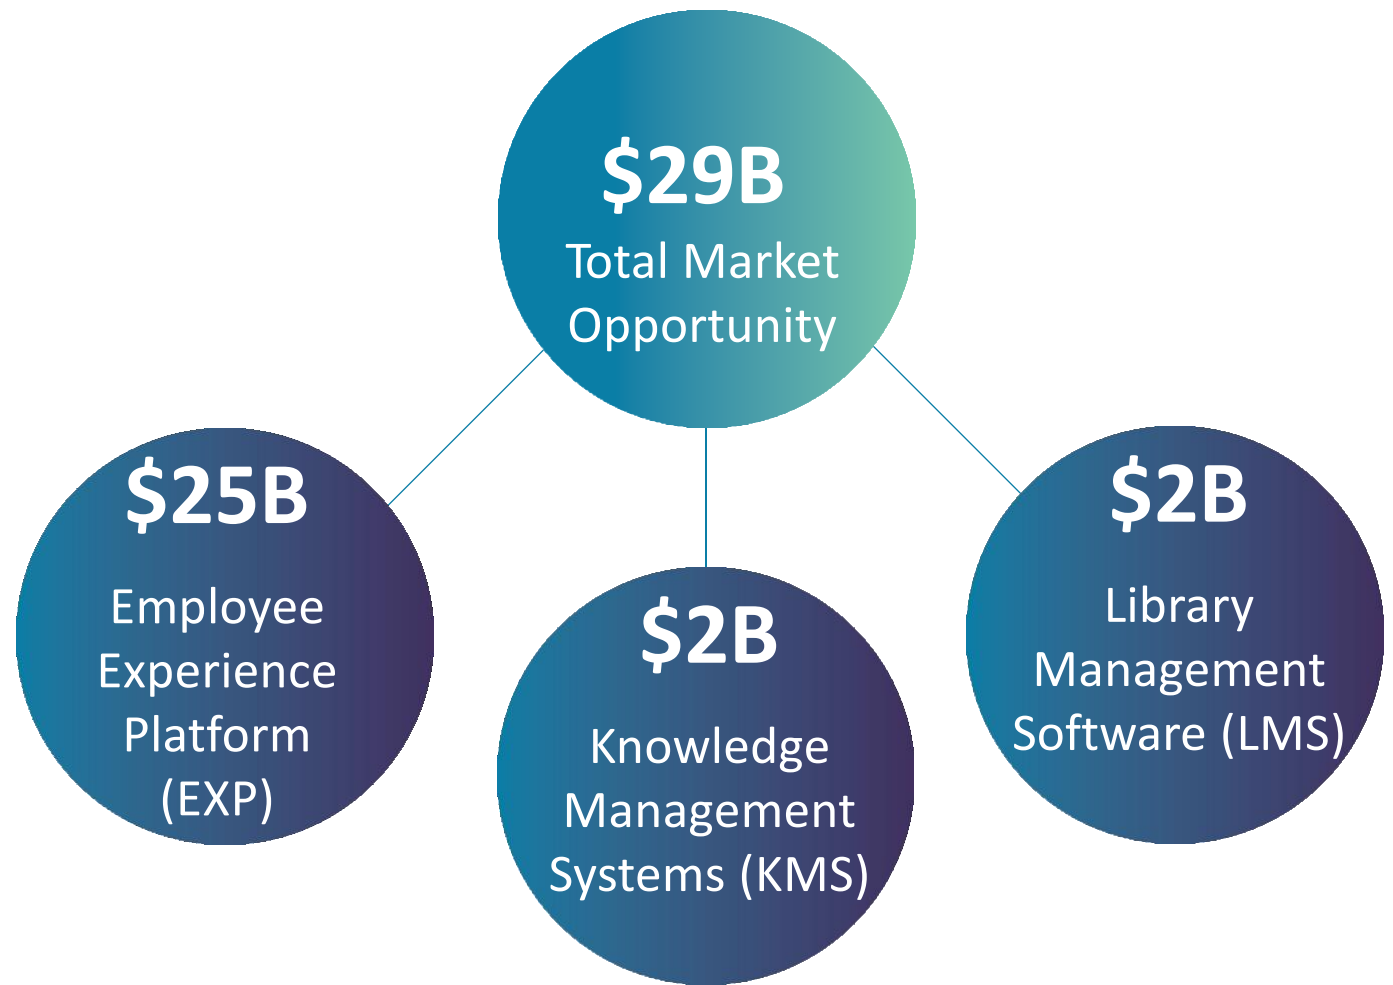 $29B
Total Market
Opportunity
$25B
Employee
Experience
Platform
(EXP)
$2B
Knowledge
Management
Systems (KMS)
$2B
Library
Management
Software (LMS)